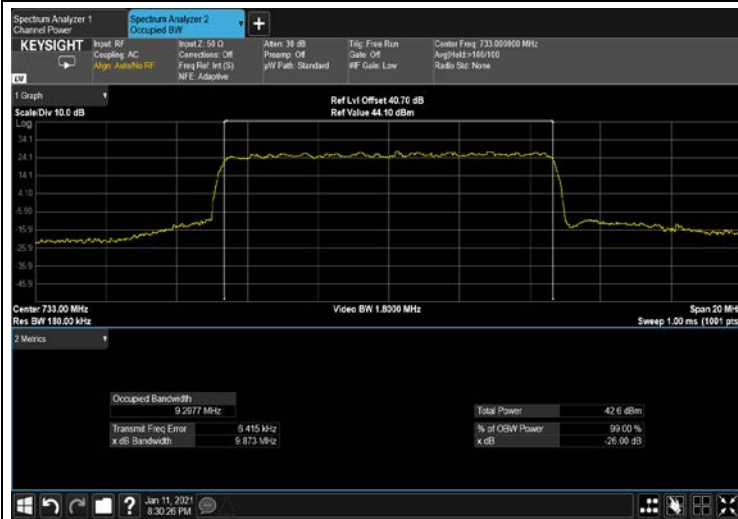 Spectrum Analyzer 1
Channel Power
Spectrum Analyzer 2
Occupied BW
+
KEYSIGHT
Input: RF
Coupling: AC
Align: Auto/No RF
Input Z: 50 Ω
Corrections: Off
Freq Ref: Int (S)
NFE: Adaptive
Atten: 30 dB
Preamp: Off
µW Path: Standard
Trig: Free Run
Gate: Off
#IF Gain: Low
Center Freq: 733.000000 MHz
Avg|Hold:>100/100
Radio Std: None
1 Graph
Scale/Div 10.0 dB
Ref Lvl Offset 40.70 dB
Ref Value 44.10 dBm
Log
34.1
24.1
14.1
4.10
-5.90
-15.9
-25.9
-35.9
-45.9
Center 733.00 MHz
Res BW 180.00 kHz
Video BW 1.8000 MHz
Span 20 MH
Sweep 1.00 ms (1001 pts
2 Metrics
Occupied Bandwidth
9.2977 MHz
Transmit Freq Error 6.415 kHz
x dB Bandwidth 9.873 MHz
Total Power 42.6 dBm
% of OBW Power 99.00 %
x dB -26.00 dB
?
Jan 11, 2021
8:30:26 PM